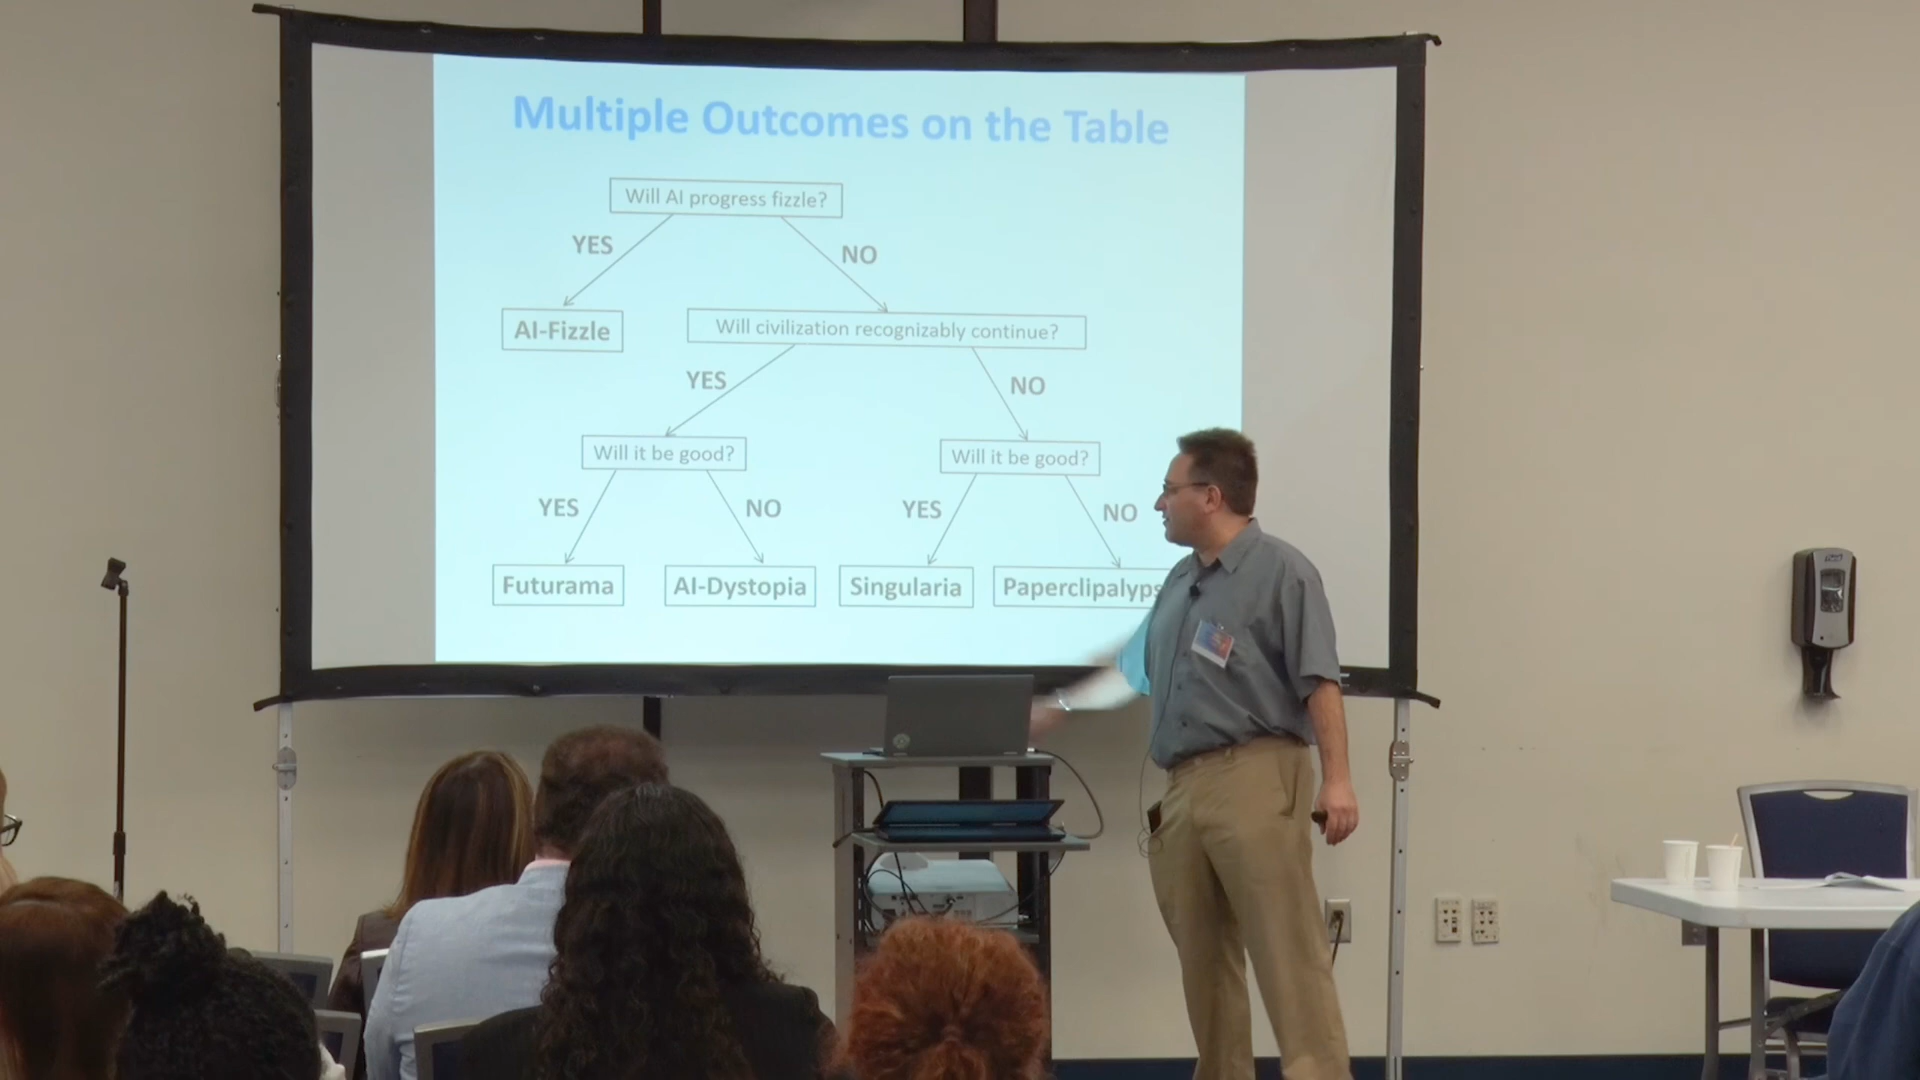 Multiple Outcomes on the Table
Will AI progress fizzle?
YES
NO
AI-Fizzle
Will civilization recognizably continue?
YES
NO
Will it be good?
Will it be good?
YES
NO
YES
NO
Futurama
AI-Dystopia
Singularia
Paperclipalyps